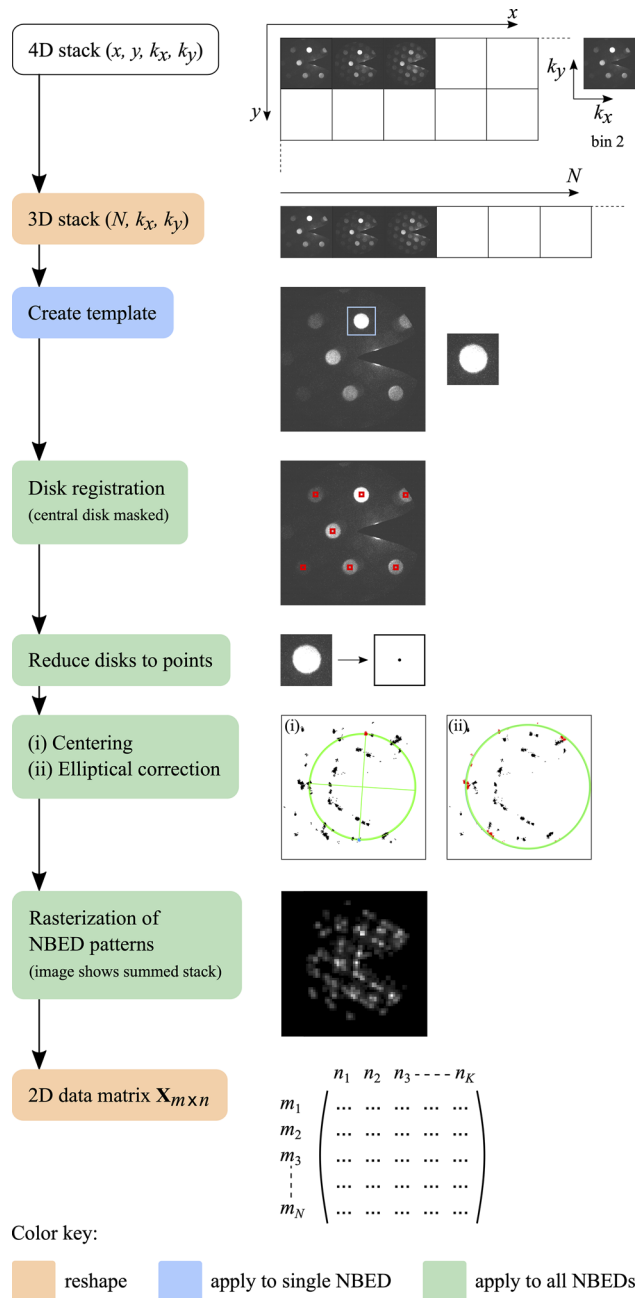 4D stack (x, y, kx, ky)
x
y
ky
kx
bin 2
N
3D stack (N, kx, ky)
Create template
Disk registration
(central disk masked)
Reduce disks to points
(i) Centering
(ii) Elliptical correction
(i)
(ii)
Rasterization of
NBED patterns
(image shows summed stack)
2D data matrix Xm×n
n1 n2 n3 ----- nK
m1 ... ... ... ... ...
m2 ... ... ... ... ...
m3 ... ... ... ... ...
... ... ... ... ...
mN ... ... ... ... ...
Color key:
reshape
apply to single NBED
apply to all NBEDs